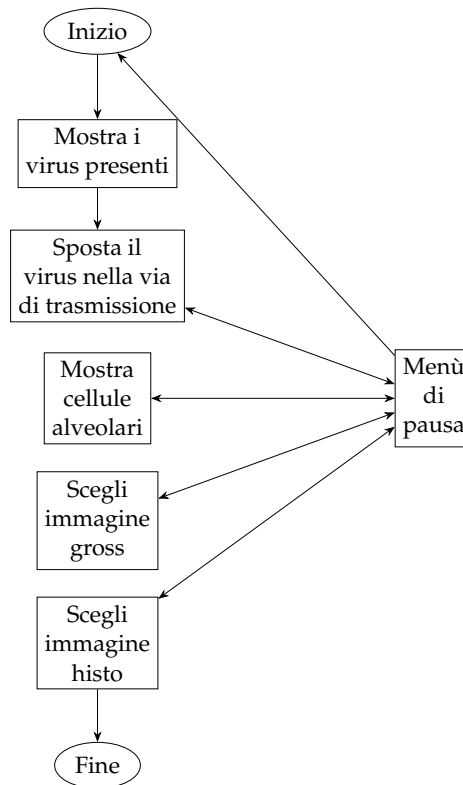 Inizio
Mostra i
virus presenti
Sposta il
virus nella via
di trasmissione
Mostra
cellule
alveolari
Menù
di
pausa
Scegli
immagine
gross
Scegli
immagine
histo
Fine